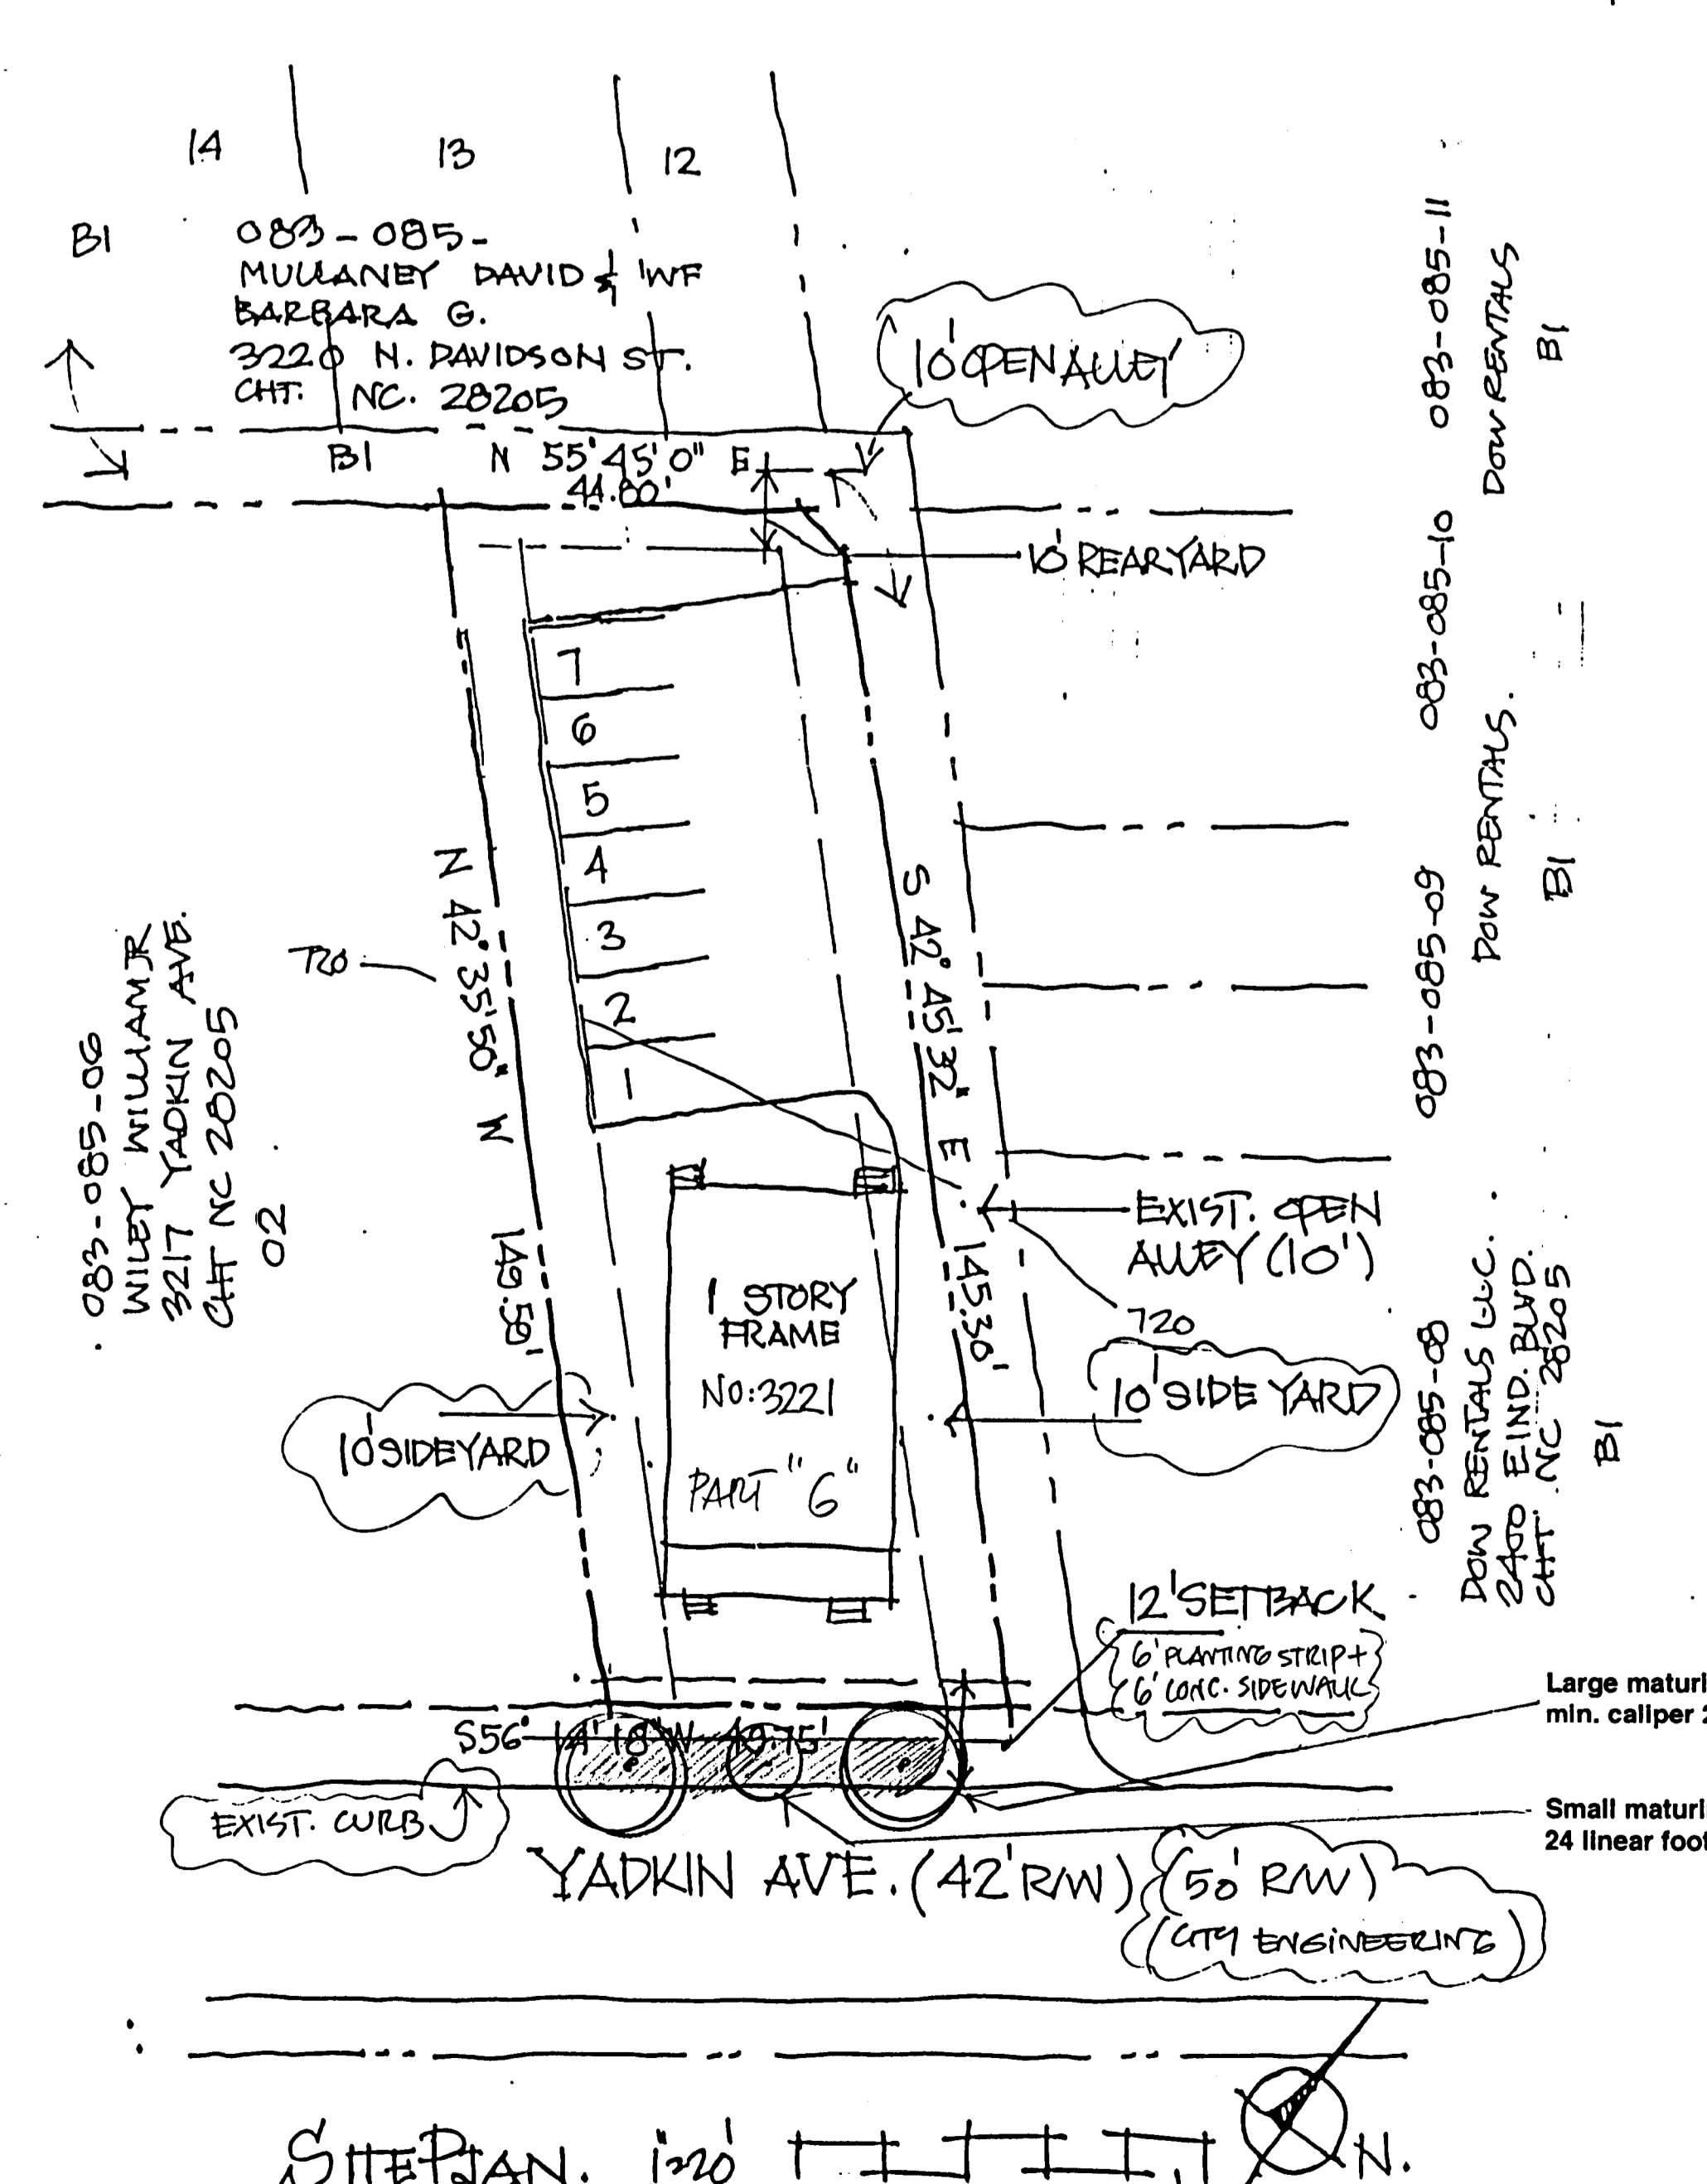 14
13
12
B1
083-085-
MULLANEY DAVID & WF
BARBARA G.
3220 N. DAVIDSON ST.
CHT. NC. 28205
10' OPEN ALLEY
B1
N 55°45'0" E
44.80'
10' REAR YARD
7
6
5
4
3
2
1
N 42° 35' 50" W 149.50'
S 42° 45' 32" E 145.30'
720
083-085-06
WILEY WILLIAM JR
3217 YADKIN AVE.
CHT NC 28205
02
083-085-11
DOW RENTALS
B1
083-085-10
DOW RENTALS.
B1
083-085-09
083-085-08
DOW RENTALS LLC.
2400 E IND. BLVD.
CHT. NC 28205
B1
EXIST. OPEN
ALLEY (10')
720
1 STORY
FRAME
NO: 3221
PART "6"
10' SIDE YARD
10' SIDE YARD
12' SETBACK
6' PLANTING STRIP +
6' CONC. SIDEWALK
Large maturi
min. caliper 2
S56° 14' 18" W 49.75'
EXIST. CURB
Small maturi
24 linear foot
YADKIN AVE. (42' R/W) (50' R/W)
(CITY ENGINEERING)
SITE PLAN. 1"=20'
N.